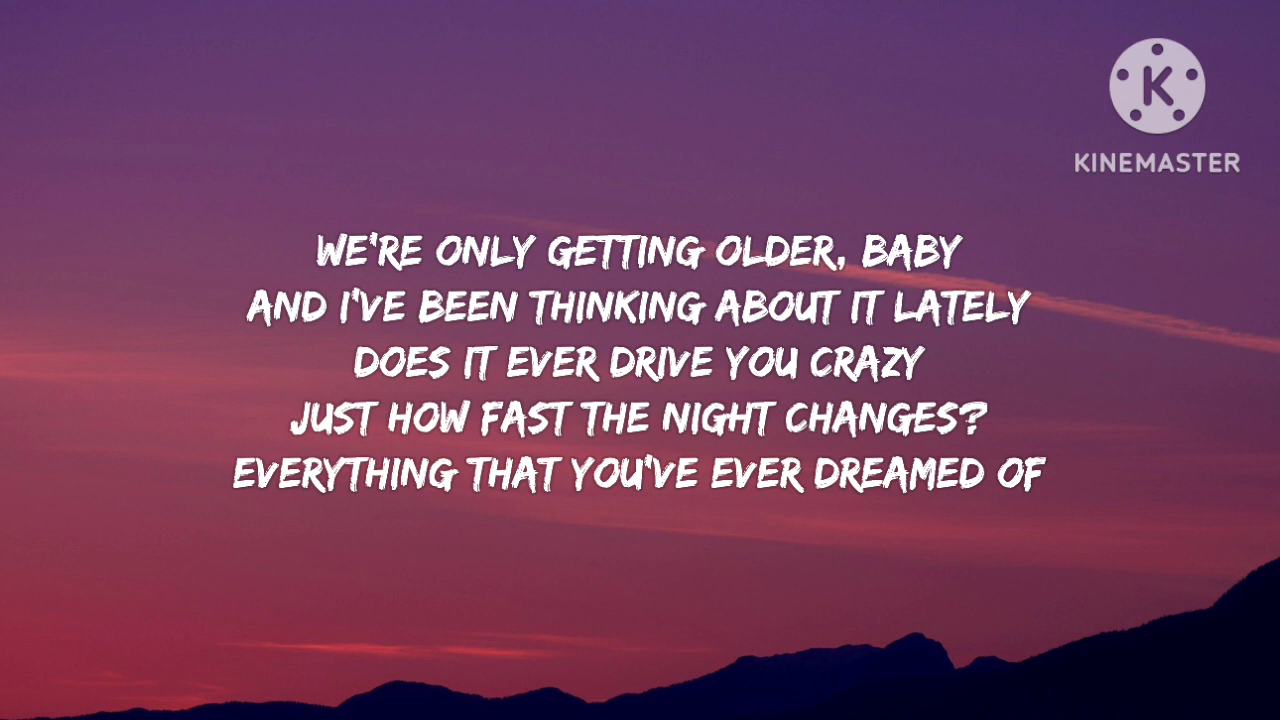 K
KINEMASTER
WE'RE ONLY GETTING OLDER, BABY
AND I'VE BEEN THINKING ABOUT IT LATELY
DOES IT EVER DRIVE YOU CRAZY
JUST HOW FAST THE NIGHT CHANGES?
EVERYTHING THAT YOU'VE EVER DREAMED OF